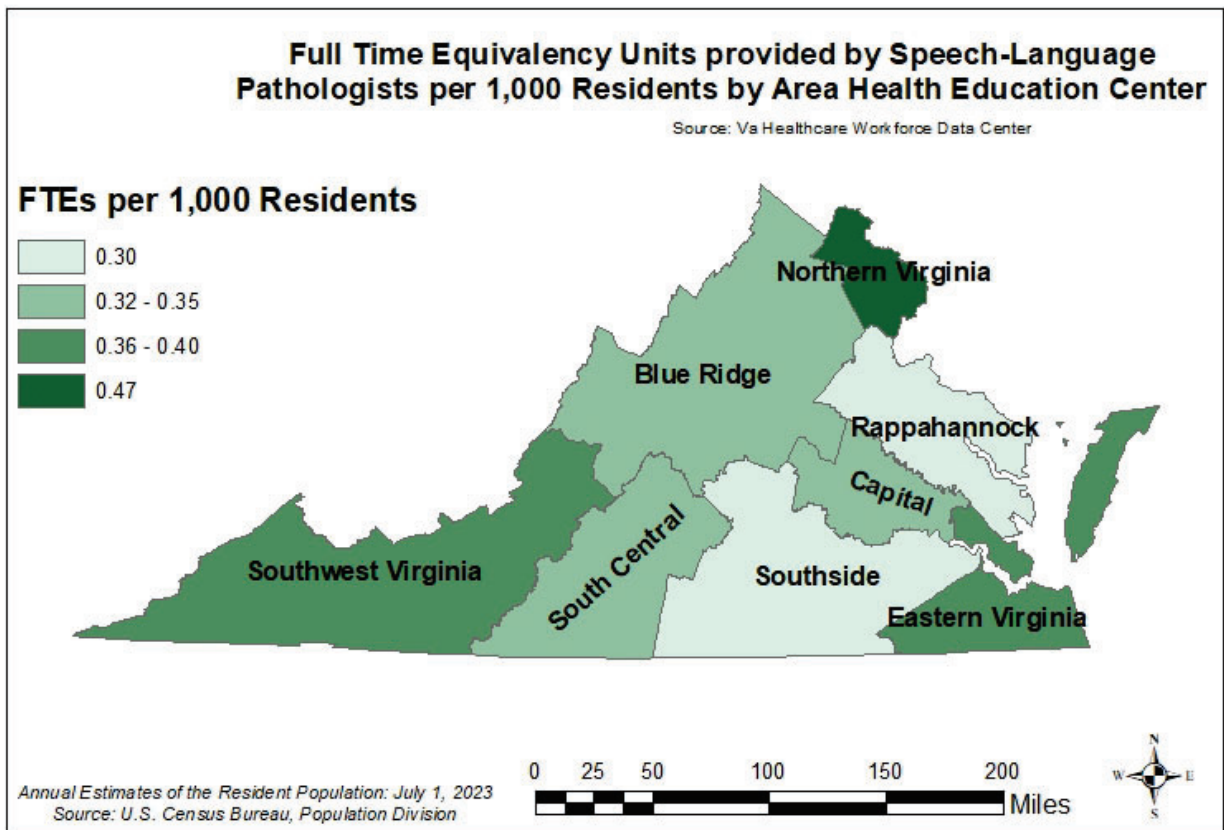 Full Time Equivalency Units provided by Speech-Language
Pathologists per 1,000 Residents by Area Health Education Center
Source: Va Healthcare Workforce Data Center
FTEs per 1,000 Residents
0.30
0.32 - 0.35
0.36 - 0.40
0.47
Northern Virginia
Blue Ridge
Rappahannock
Capital
Southwest Virginia
South Central
Southside
Eastern Virginia
Annual Estimates of the Resident Population: July 1, 2023
Source: U.S. Census Bureau, Population Division
0 25 50 100 150 200
Miles
N
W E
S